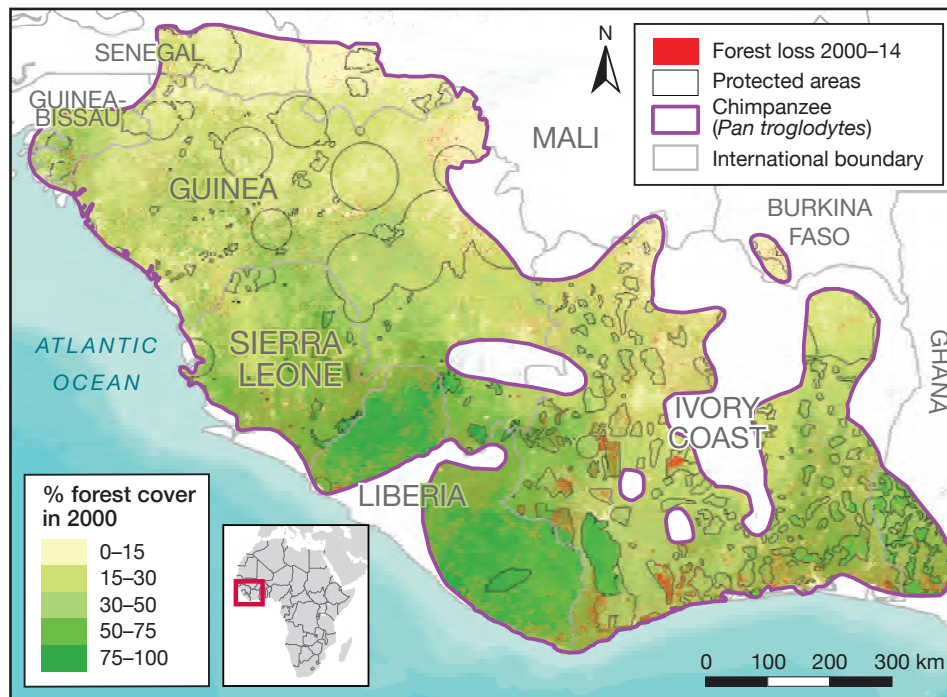 SENEGAL
GUINEA-
BISSAU
GUINEA
MALI
N
Forest loss 2000–14
Protected areas
Chimpanzee
(Pan troglodytes)
International boundary
BURKINA
FASO
GHANA
ATLANTIC
OCEAN
SIERRA
LEONE
IVORY
COAST
LIBERIA
% forest cover
in 2000
0–15
15–30
30–50
50–75
75–100
0 100 200 300 km